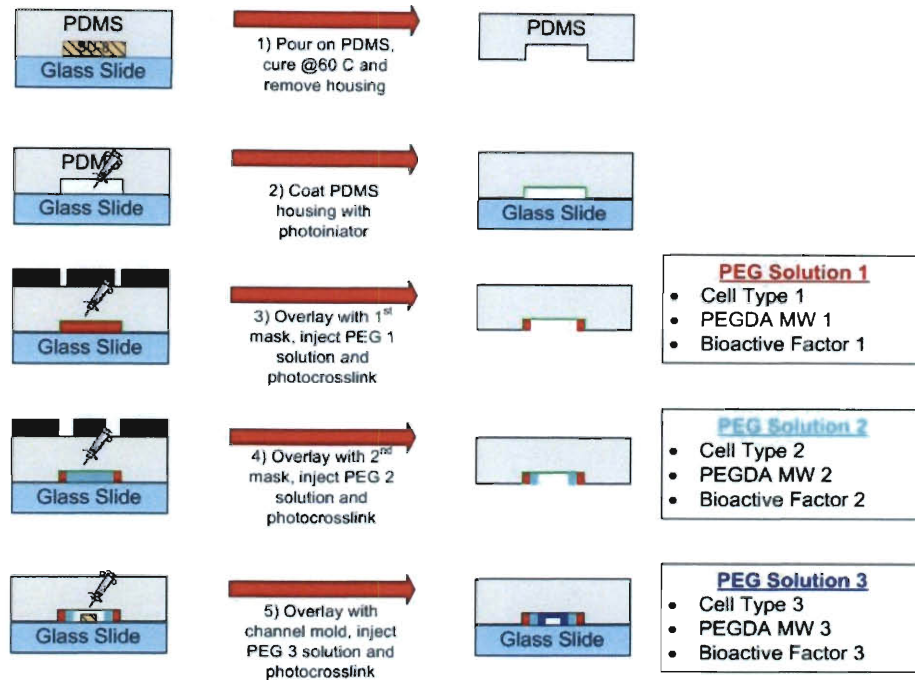 PDMS
SU-8
Glass Slide
1) Pour on PDMS,
cure @60 C and
remove housing
PDMS
PDMS
Glass Slide
2) Coat PDMS
housing with
photoiniator
Glass Slide
Glass Slide
3) Overlay with 1st
mask, inject PEG 1
solution and
photocrosslink
PEG Solution 1
• Cell Type 1
• PEGDA MW 1
• Bioactive Factor 1
Glass Slide
4) Overlay with 2nd
mask, inject PEG 2
solution and
photocrosslink
PEG Solution 2
• Cell Type 2
• PEGDA MW 2
• Bioactive Factor 2
Glass Slide
5) Overlay with
channel mold, inject
PEG 3 solution and
photocrosslink
Glass Slide
PEG Solution 3
• Cell Type 3
• PEGDA MW 3
• Bioactive Factor 3